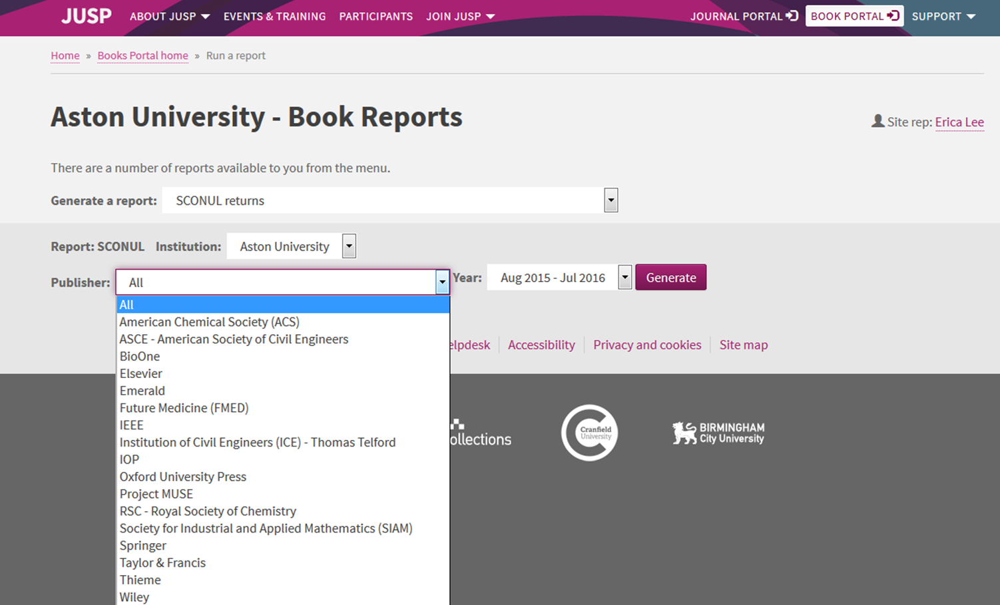 JUSP ABOUT JUSP EVENTS & TRAINING PARTICIPANTS JOIN JUSP JOURNAL PORTAL BOOK PORTAL SUPPORT
Home » Books Portal home » Run a report
Aston University - Book Reports
Site rep: Erica Lee
There are a number of reports available to you from the menu.
Generate a report: SCONUL returns
Report: SCONUL Institution: Aston University
Publisher: All Year: Aug 2015 - Jul 2016 Generate
All
American Chemical Society (ACS)
ASCE - American Society of Civil Engineers
BioOne
Elsevier
Emerald
Future Medicine (FMED)
IEEE
Institution of Civil Engineers (ICE) - Thomas Telford
IOP
Oxford University Press
Project MUSE
RSC - Royal Society of Chemistry
Society for Industrial and Applied Mathematics (SIAM)
Springer
Taylor & Francis
Thieme
Wiley
elpdesk Accessibility Privacy and cookies Site map
ollections
Cranfield
University
BIRMINGHAM
City University